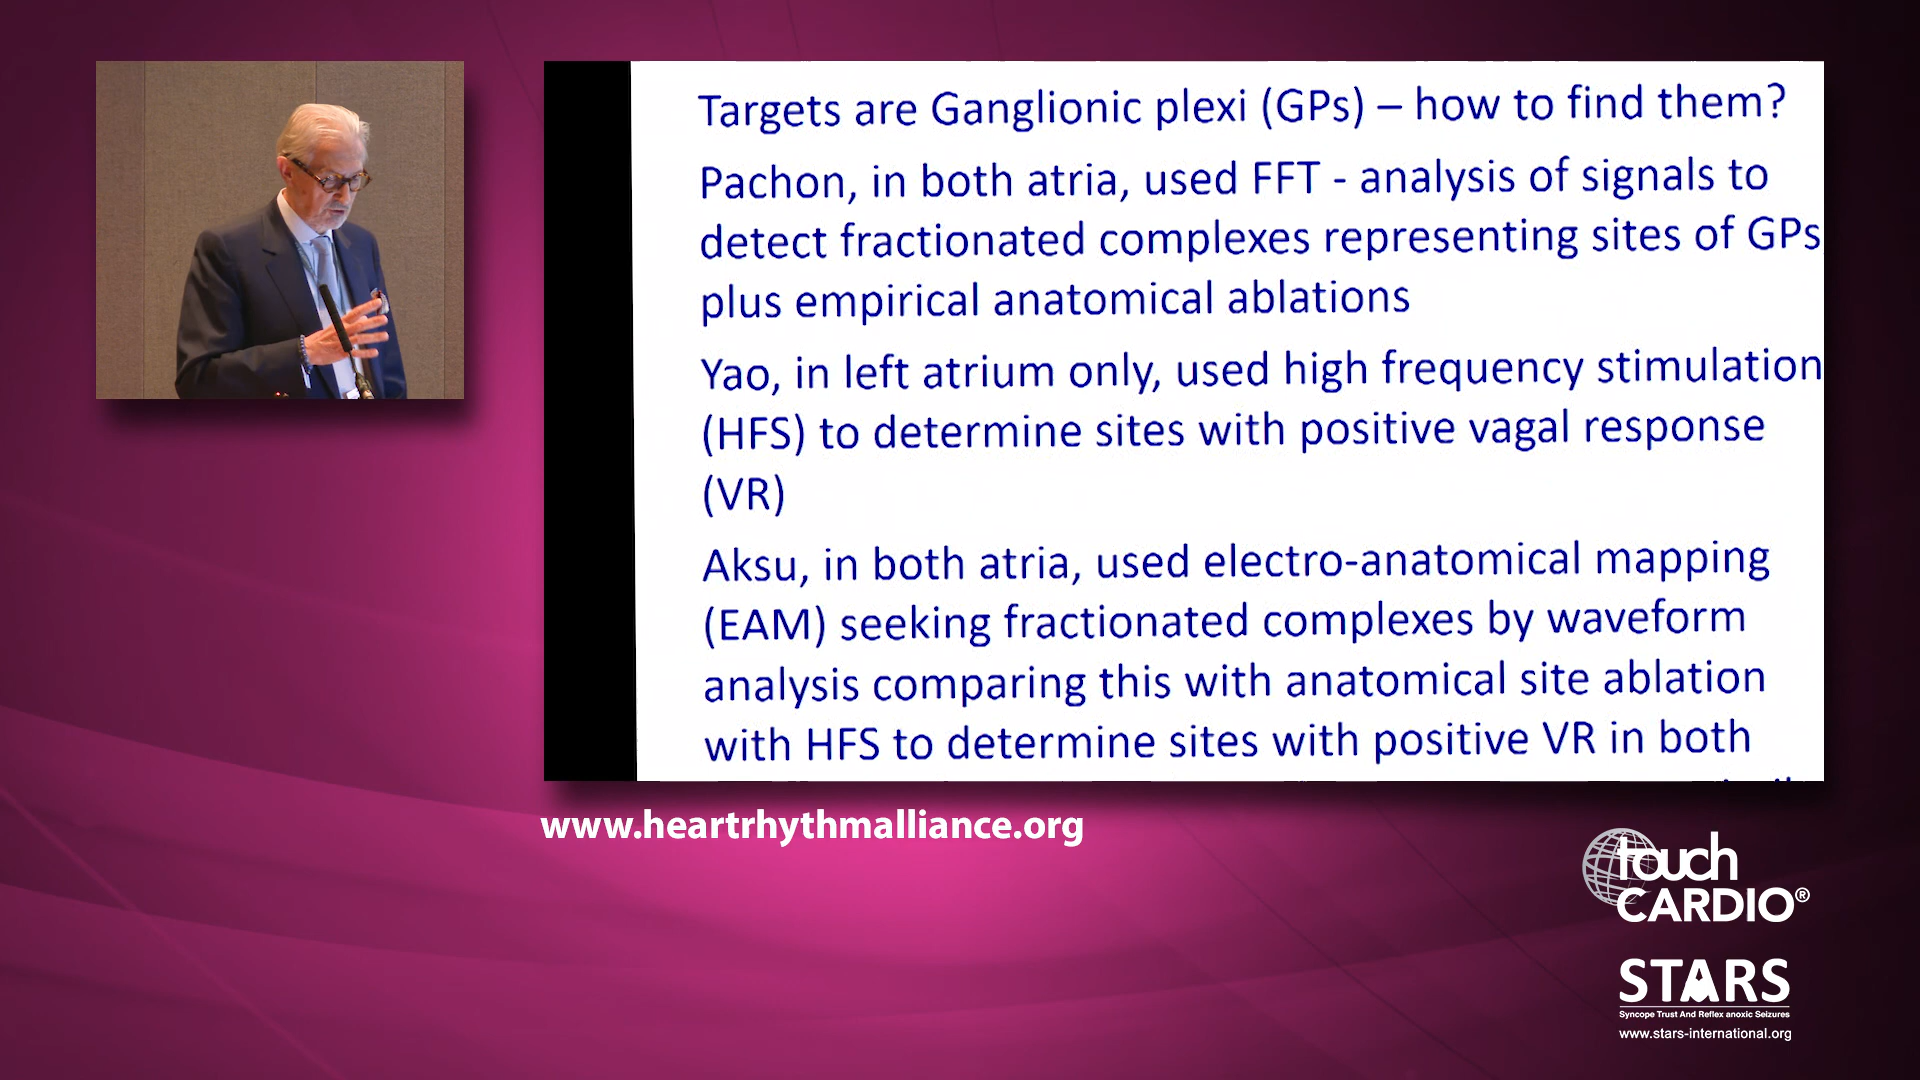 Targets are Ganglionic plexi (GPs) – how to find them?
Pachon, in both atria, used FFT - analysis of signals to
detect fractionated complexes representing sites of GPs
plus empirical anatomical ablations
Yao, in left atrium only, used high frequency stimulation
(HFS) to determine sites with positive vagal response
(VR)
Aksu, in both atria, used electro-anatomical mapping
(EAM) seeking fractionated complexes by waveform
analysis comparing this with anatomical site ablation
with HFS to determine sites with positive VR in both
www.heartrhythmalliance.org
touch
CARDIO®
STARS
Syncope Trust And Reflex anoxic Seizures
www.stars-international.org